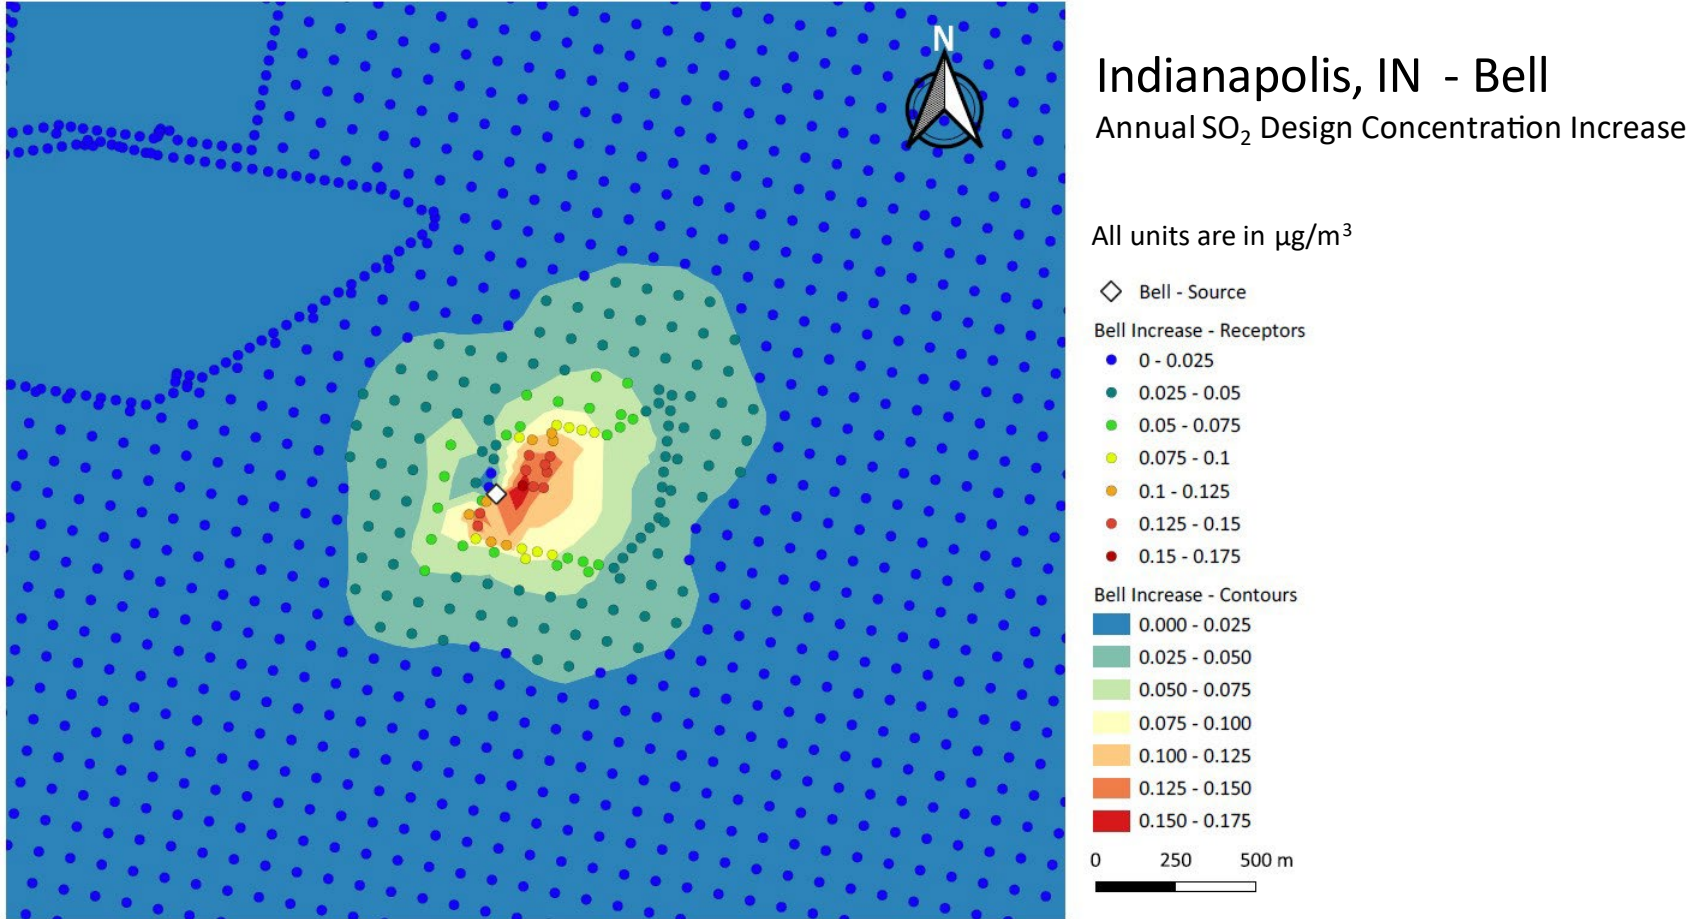 N
Indianapolis, IN - Bell
Annual SO₂ Design Concentration Increase
All units are in µg/m³
Bell - Source
Bell Increase - Receptors
0 - 0.025
0.025 - 0.05
0.05 - 0.075
0.075 - 0.1
0.1 - 0.125
0.125 - 0.15
0.15 - 0.175
Bell Increase - Contours
0.000 - 0.025
0.025 - 0.050
0.050 - 0.075
0.075 - 0.100
0.100 - 0.125
0.125 - 0.150
0.150 - 0.175
0 250 500 m